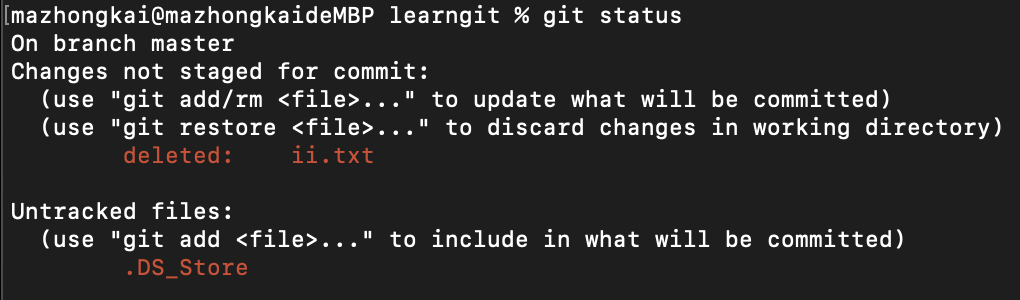 [mazhongkai@mazhongkaideMBP learngit % git status
On branch master
Changes not staged for commit:
  (use "git add/rm <file>..." to update what will be committed)
  (use "git restore <file>..." to discard changes in working directory)
        deleted:    ii.txt

Untracked files:
  (use "git add <file>..." to include in what will be committed)
        .DS_Store